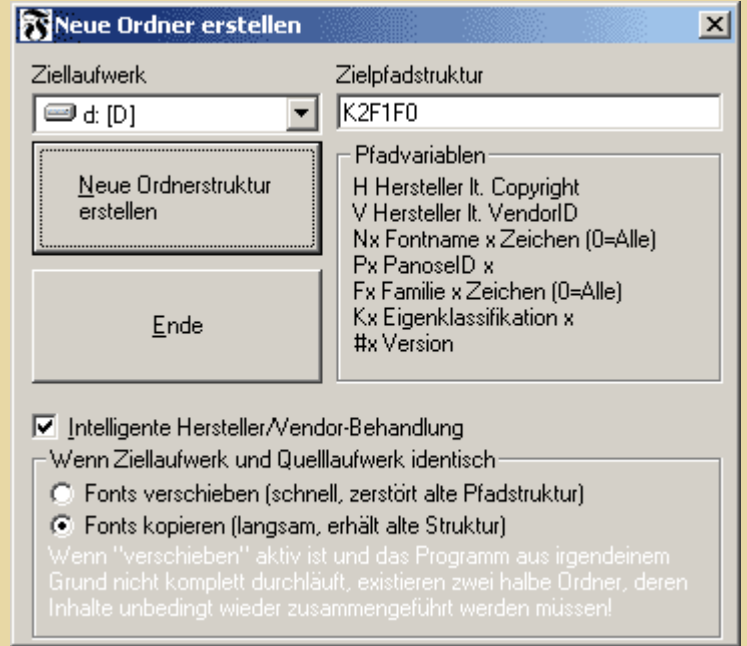 Neue Ordner erstellen
Ziellaufwerk
Zielpfadstruktur
d: [D]
K2F1F0
Neue Ordnerstruktur
erstellen
Ende
Pfadvariablen
H Hersteller lt. Copyright
V Hersteller lt. VendorID
Nx Fontname x Zeichen (0=Alle)
Px PanoseID x
Fx Familie x Zeichen (0=Alle)
Kx Eigenklassifikation x
#x Version
Intelligente Hersteller/Vendor-Behandlung
Wenn Ziellaufwerk und Quelllaufwerk identisch
Fonts verschieben (schnell, zerstört alte Pfadstruktur)
Fonts kopieren (langsam, erhält alte Struktur)
Wenn "verschieben" aktiv ist und das Programm aus irgendeinem
Grund nicht komplett durchläuft, existieren zwei halbe Ordner, deren
Inhalte unbedingt wieder zusammengeführt werden müssen!